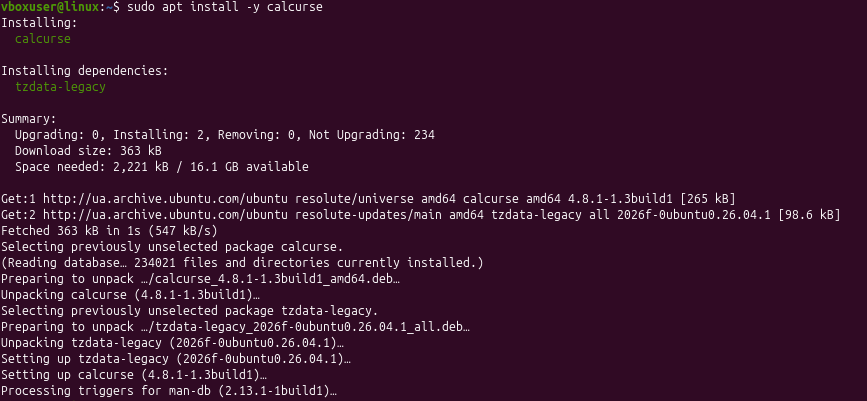 vboxuser@linux:~$ sudo apt install -y calcurse
Installing:
  calcurse

Installing dependencies:
  tzdata-legacy

Summary:
  Upgrading: 0, Installing: 2, Removing: 0, Not Upgrading: 234
  Download size: 363 kB
  Space needed: 2,221 kB / 16.1 GB available

Get:1 http://ua.archive.ubuntu.com/ubuntu resolute/universe amd64 calcurse amd64 4.8.1-1.3build1 [265 kB]
Get:2 http://ua.archive.ubuntu.com/ubuntu resolute-updates/main amd64 tzdata-legacy all 2026f-0ubuntu0.26.04.1 [98.6 kB]
Fetched 363 kB in 1s (547 kB/s)
Selecting previously unselected package calcurse.
(Reading database… 234021 files and directories currently installed.)
Preparing to unpack …/calcurse_4.8.1-1.3build1_amd64.deb…
Unpacking calcurse (4.8.1-1.3build1)…
Selecting previously unselected package tzdata-legacy.
Preparing to unpack …/tzdata-legacy_2026f-0ubuntu0.26.04.1_all.deb…
Unpacking tzdata-legacy (2026f-0ubuntu0.26.04.1)…
Setting up tzdata-legacy (2026f-0ubuntu0.26.04.1)…
Setting up calcurse (4.8.1-1.3build1)…
Processing triggers for man-db (2.13.1-1build1)…